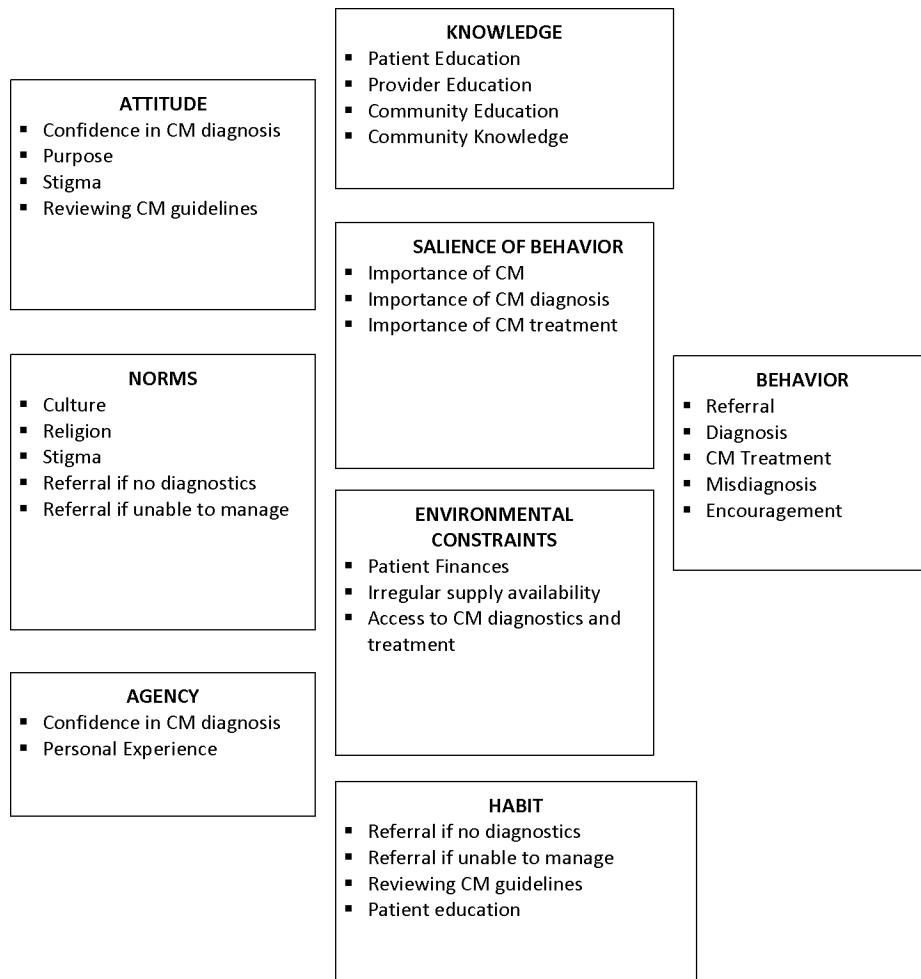 ATTITUDE
▪ Confidence in CM diagnosis
▪ Purpose
▪ Stigma
▪ Reviewing CM guidelines
NORMS
▪ Culture
▪ Religion
▪ Stigma
▪ Referral if no diagnostics
▪ Referral if unable to manage
AGENCY
▪ Confidence in CM diagnosis
▪ Personal Experience
KNOWLEDGE
▪ Patient Education
▪ Provider Education
▪ Community Education
▪ Community Knowledge
SALIENCE OF BEHAVIOR
▪ Importance of CM
▪ Importance of CM diagnosis
▪ Importance of CM treatment
ENVIRONMENTAL
CONSTRAINTS
▪ Patient Finances
▪ Irregular supply availability
▪ Access to CM diagnostics and
treatment
HABIT
▪ Referral if no diagnostics
▪ Referral if unable to manage
▪ Reviewing CM guidelines
▪ Patient education
BEHAVIOR
▪ Referral
▪ Diagnosis
▪ CM Treatment
▪ Misdiagnosis
▪ Encouragement